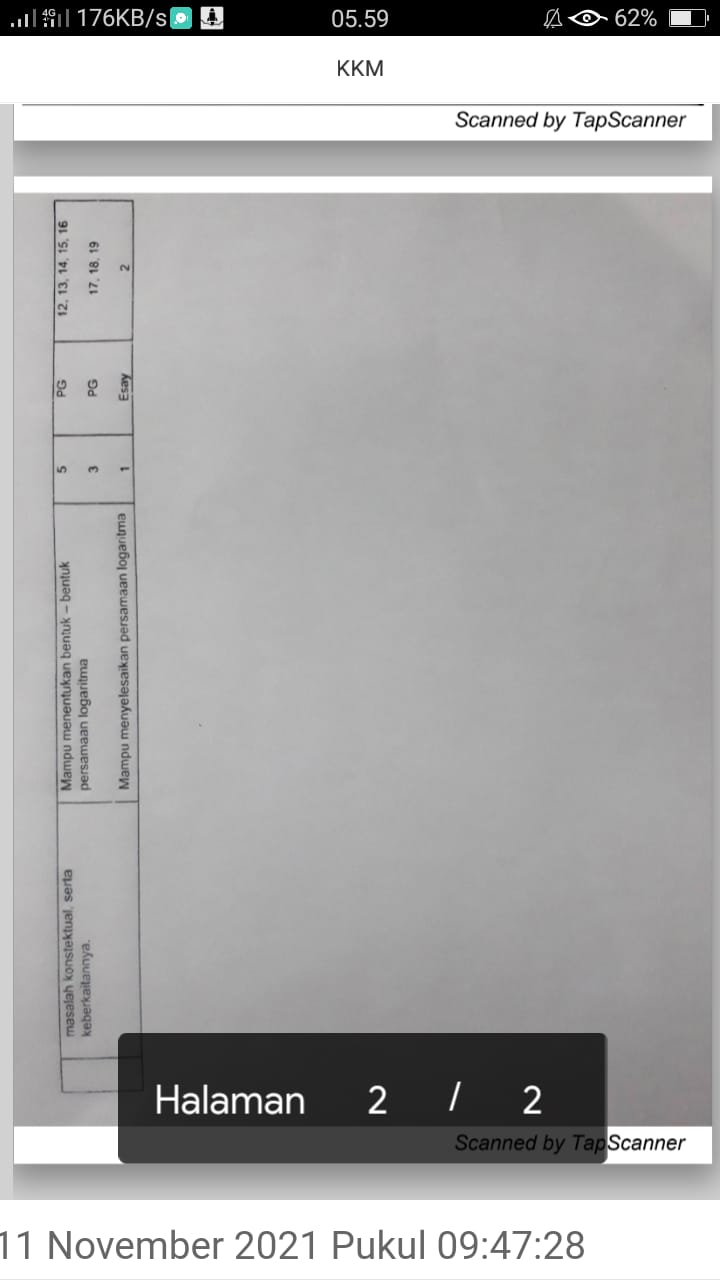 4G 176KB/s 05.59 62%
KKM
Scanned by TapScanner
masalah konstektual, serta
keberkaitannya.
Mampu menentukan bentuk – bentuk
persamaan logaritma
5 PG 12, 13, 14, 15, 16
3 PG 17, 18, 19
Mampu menyelesaikan persamaan logaritma 1 Esay 2
Halaman 2 / 2
Scanned by TapScanner
11 November 2021 Pukul 09:47:28